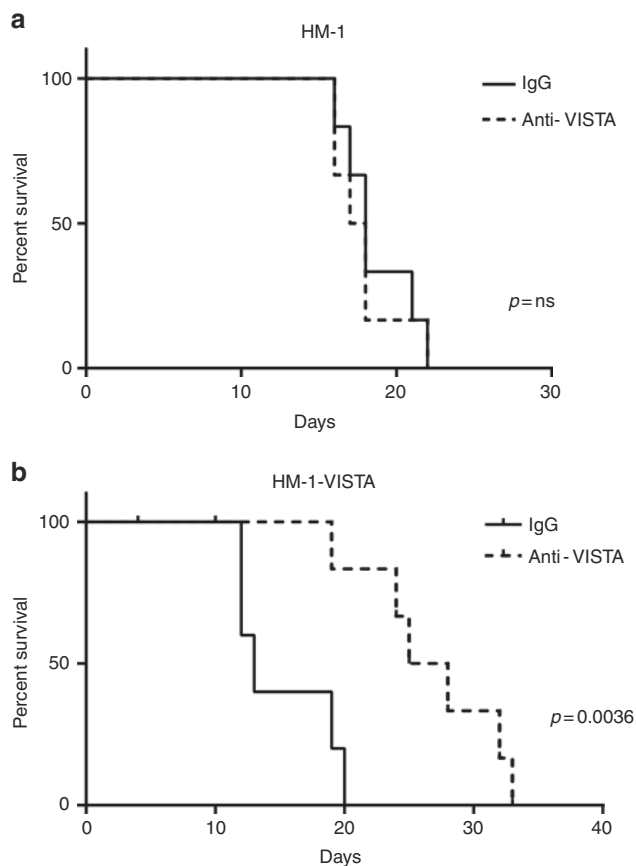 a
HM-1
100
50
0
Percent survival
IgG
Anti-VISTA
p=ns
0 10 20 30
Days
b
HM-1-VISTA
100
50
0
Percent survival
IgG
Anti-VISTA
p=0.0036
0 10 20 30 40
Days